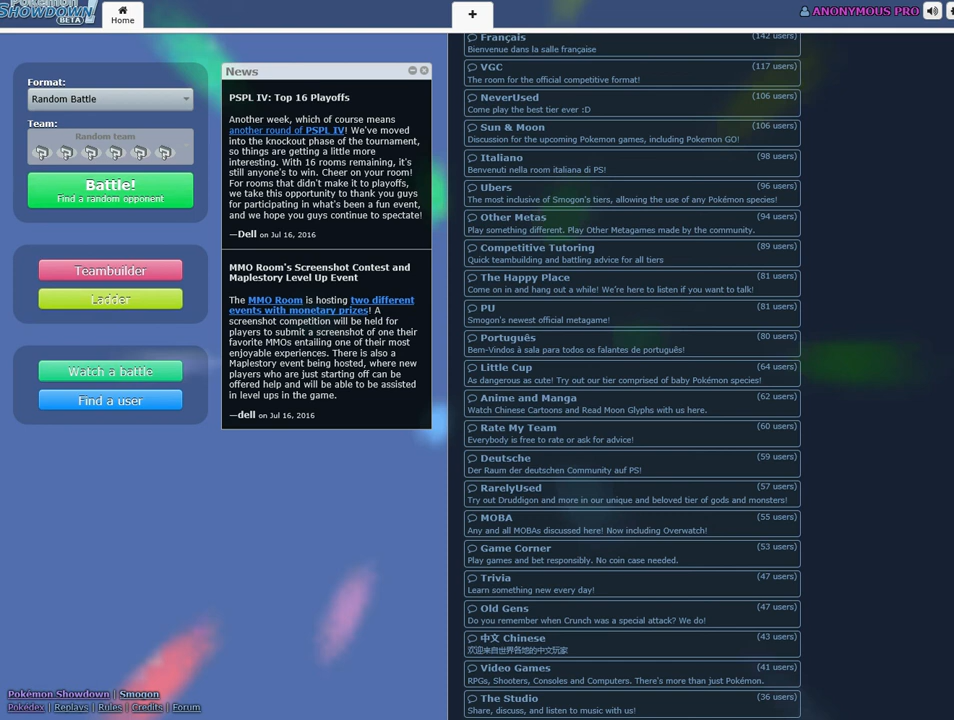 Pokémon
SHOWDOWN!
BETA
Home
+
ANONYMOUS PRO
Format:
Random Battle
Team:
Random team
Battle!
Find a random opponent
Teambuilder
Ladder
Watch a battle
Find a user
News
PSPL IV: Top 16 Playoffs
Another week, which of course means
another round of PSPL IV! We've moved
into the knockout phase of the tournament,
so things are getting a little more
interesting. With 16 rooms remaining, it's
still anyone's to win. Cheer on your room!
For rooms that didn't make it to playoffs,
we take this opportunity to thank you guys
for participating in what's been a fun event,
and we hope you guys continue to spectate!
—Dell on Jul 16, 2016
MMO Room's Screenshot Contest and
Maplestory Level Up Event
The MMO Room is hosting two different
events with monetary prizes! A
screenshot competition will be held for
players to submit a screenshot of one their
favorite MMOs entailing one of their most
enjoyable experiences. There is also a
Maplestory event being hosted, where new
players who are just starting off can be
offered help and will be able to be assisted
in level ups in the game.
—dell on Jul 16, 2016
Français (142 users)
Bienvenue dans la salle française
VGC (117 users)
The room for the official competitive format!
NeverUsed (106 users)
Come play the best tier ever :D
Sun & Moon (106 users)
Discussion for the upcoming Pokemon games, including Pokemon GO!
Italiano (98 users)
Benvenuti nella room italiana di PS!
Ubers (96 users)
The most inclusive of Smogon's tiers, allowing the use of any Pokémon species!
Other Metas (94 users)
Play something different. Play Other Metagames made by the community.
Competitive Tutoring (89 users)
Quick teambuilding and battling advice for all tiers
The Happy Place (81 users)
Come on in and hang out a while! We're here to listen if you want to talk!
PU (81 users)
Smogon's newest official metagame!
Português (80 users)
Bem-Vindos à sala para todos os falantes de português!
Little Cup (64 users)
As dangerous as cute! Try out our tier comprised of baby Pokémon species!
Anime and Manga (62 users)
Watch Chinese Cartoons and Read Moon Glyphs with us here.
Rate My Team (60 users)
Everybody is free to rate or ask for advice!
Deutsche (59 users)
Der Raum der deutschen Community auf PS!
RarelyUsed (57 users)
Try out Druddigon and more in our unique and beloved tier of gods and monsters!
MOBA (55 users)
Any and all MOBAs discussed here! Now including Overwatch!
Game Corner (53 users)
Play games and bet responsibly. No coin case needed.
Trivia (47 users)
Learn something new every day!
Old Gens (47 users)
Do you remember when Crunch was a special attack? We do!
中文 Chinese (43 users)
欢迎来自世界各地的中文玩家
Video Games (41 users)
RPGs, Shooters, Consoles and Computers. There's more than just Pokémon.
The Studio (36 users)
Share, discuss, and listen to music with us!
Pokémon Showdown | Smogon
Pokédex | Replays | Rules | Credits | Forum